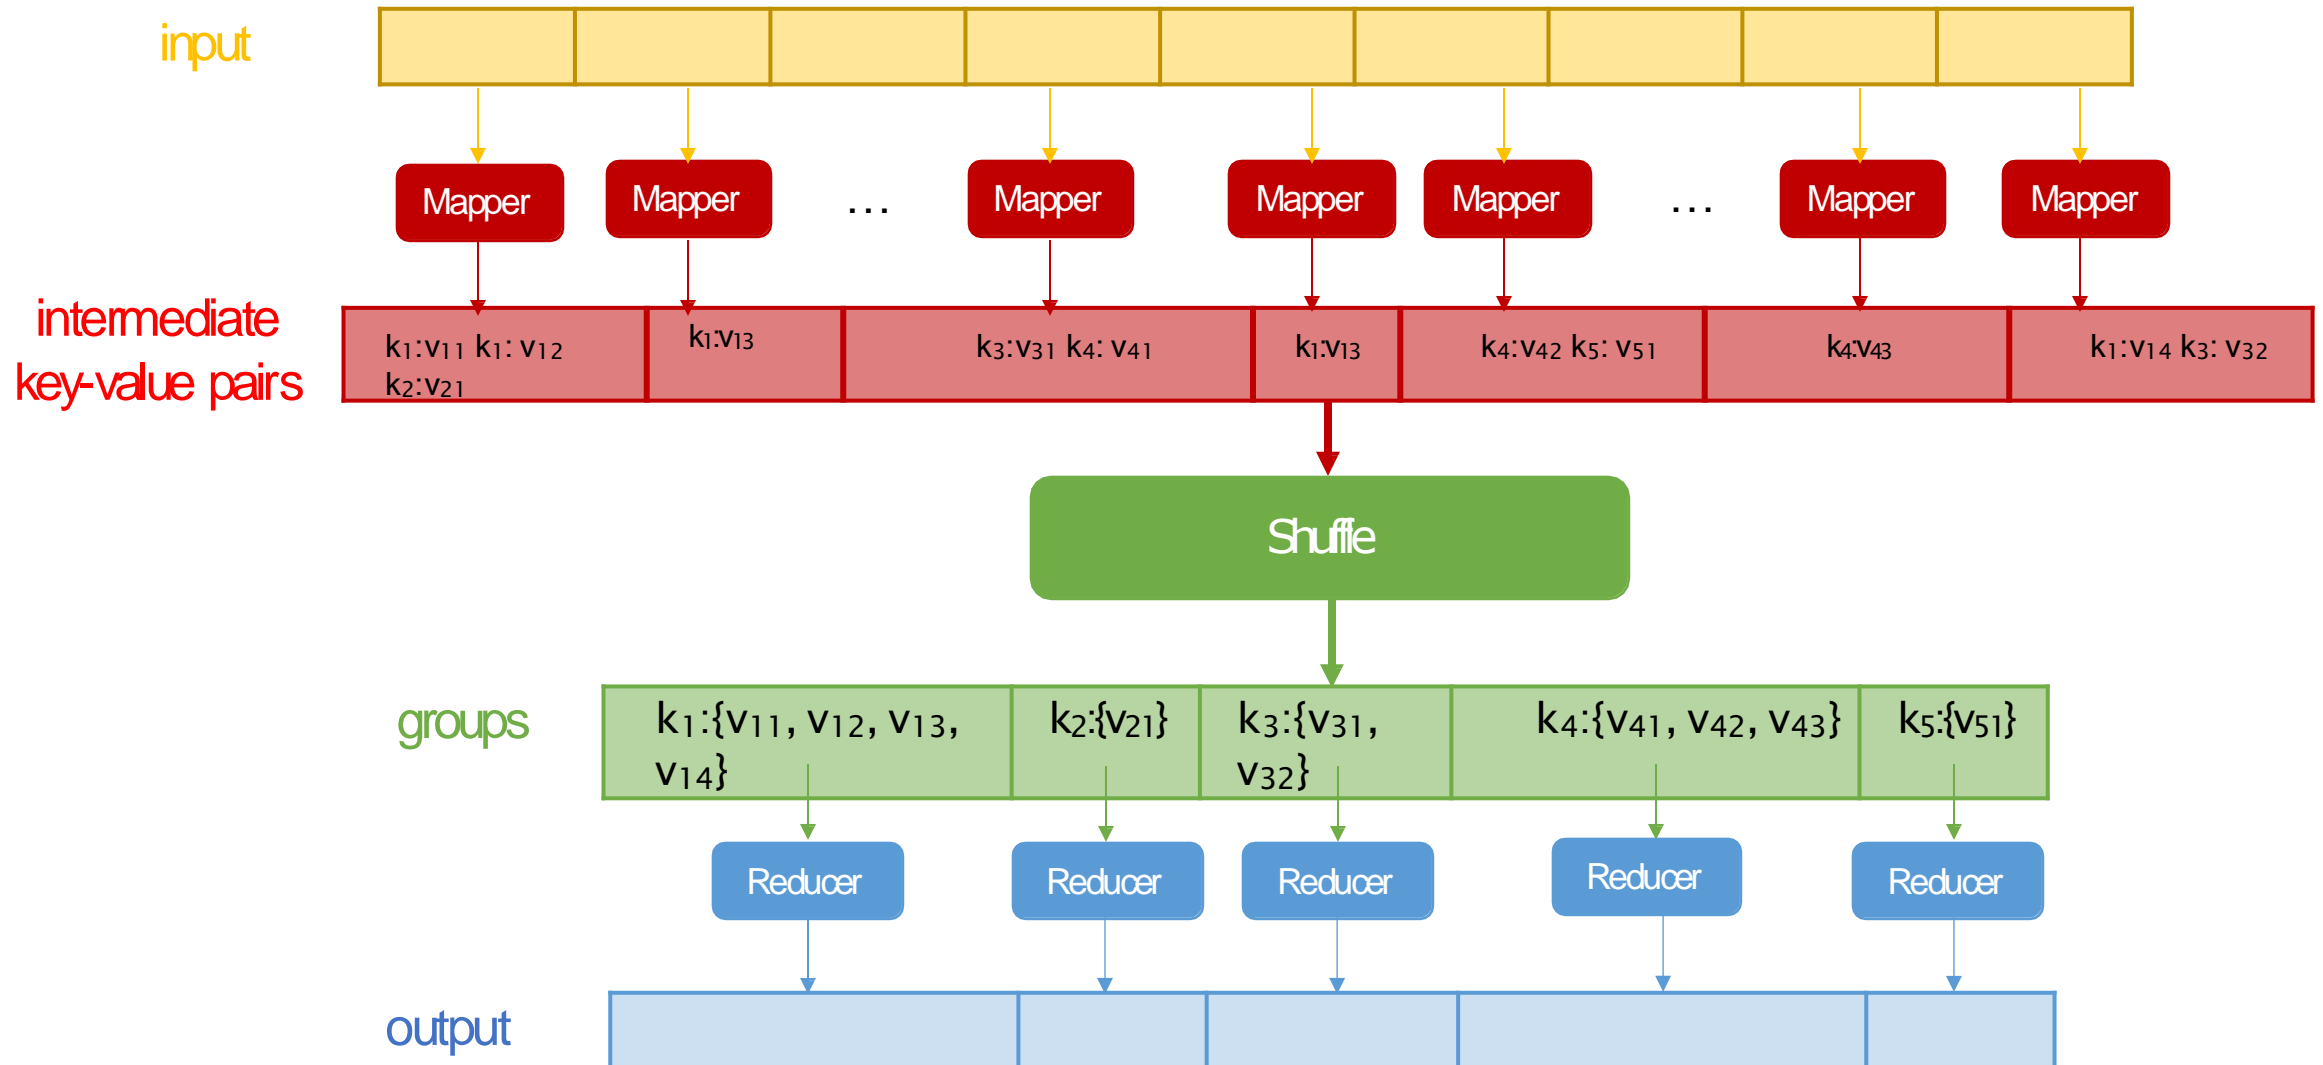 input
Mapper Mapper ... Mapper Mapper Mapper ... Mapper Mapper
intermediate
key-value pairs
k1:v11 k1: v12
k2:v21
k1:v13
k3:v31 k4: v41
k1:v13
k4:v42 k5: v51
k4:v43
k1:v14 k3: v32
Shuffle
groups
k1:{v11, v12, v13,
v14}
k2:{v21}
k3:{v31,
v32}
k4:{v41, v42, v43}
k5:{v51}
Reducer Reducer Reducer Reducer Reducer
output